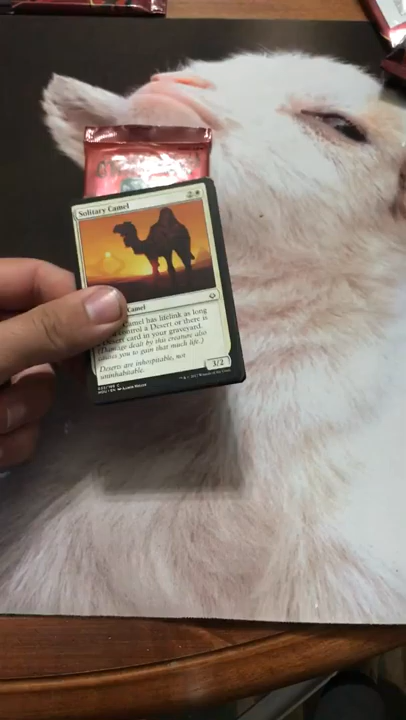 Solitary Camel
2
Camel
Camel has lifelink as long
control a Desert or there is
a Desert card in your graveyard.
(Damage dealt by this creature also
causes you to gain that much life.)
Deserts are inhospitable, not
uninhabitable.
3/2